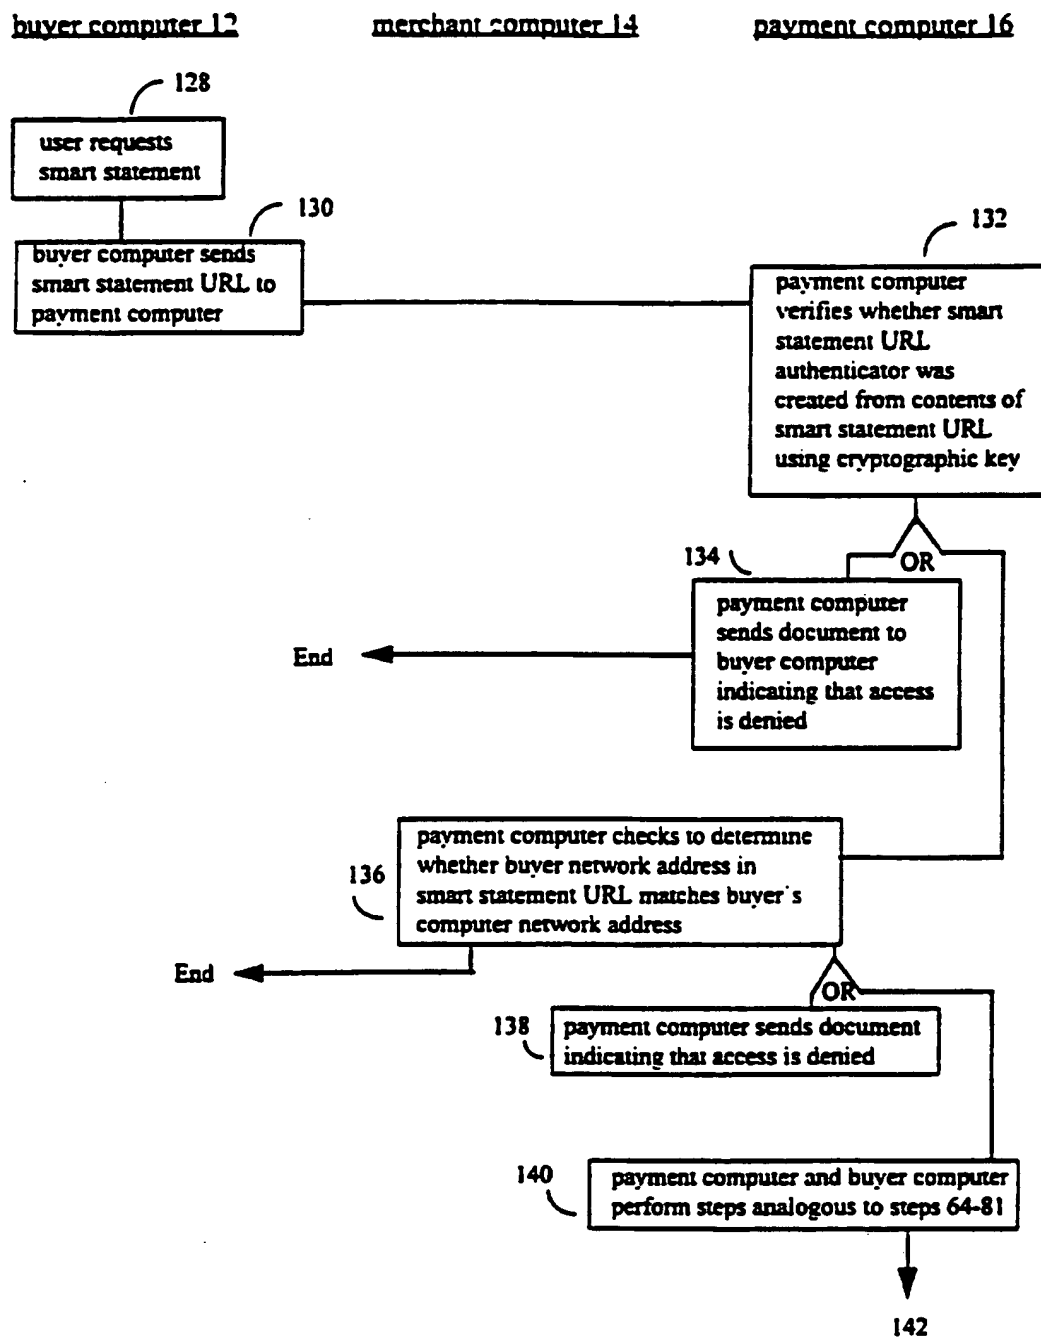 buyer computer 12
merchant computer 14
payment computer 16
128
user requests
smart statement
130
buyer computer sends
smart statement URL to
payment computer
132
payment computer
verifies whether smart
statement URL
authenticator was
created from contents of
smart statement URL
using cryptographic key
OR
134
payment computer
sends document to
buyer computer
indicating that access
is denied
End
136
payment computer checks to determine
whether buyer network address in
smart statement URL matches buyer's
computer network address
End
OR
138
payment computer sends document
indicating that access is denied
140
payment computer and buyer computer
perform steps analogous to steps 64-81
142